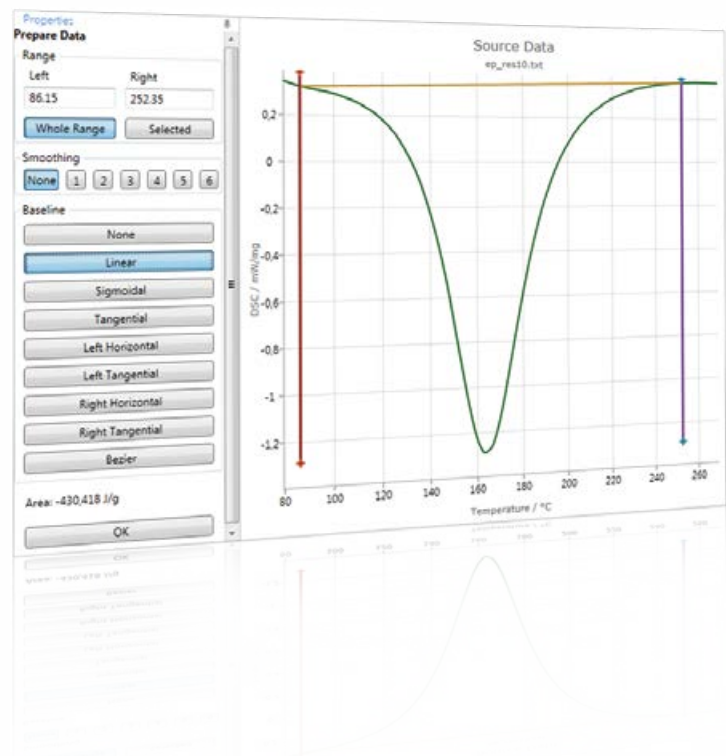 Properties
Prepare Data
Range
Left Right
86.15 252.35
Whole Range Selected
Smoothing
None 1 2 3 4 5 6
Baseline
None
Linear
Sigmoidal
Tangential
Left Horizontal
Left Tangential
Right Horizontal
Right Tangential
Bezier
Area: -430,418 J/g
OK
Source Data
ep_res10.txt
DSC / mW/mg
0,2
0
-0,2
-0,4
-0,6
-0,8
-1
-1,2
80 100 120 140 160 180 200 220 240 260
Temperature / °C